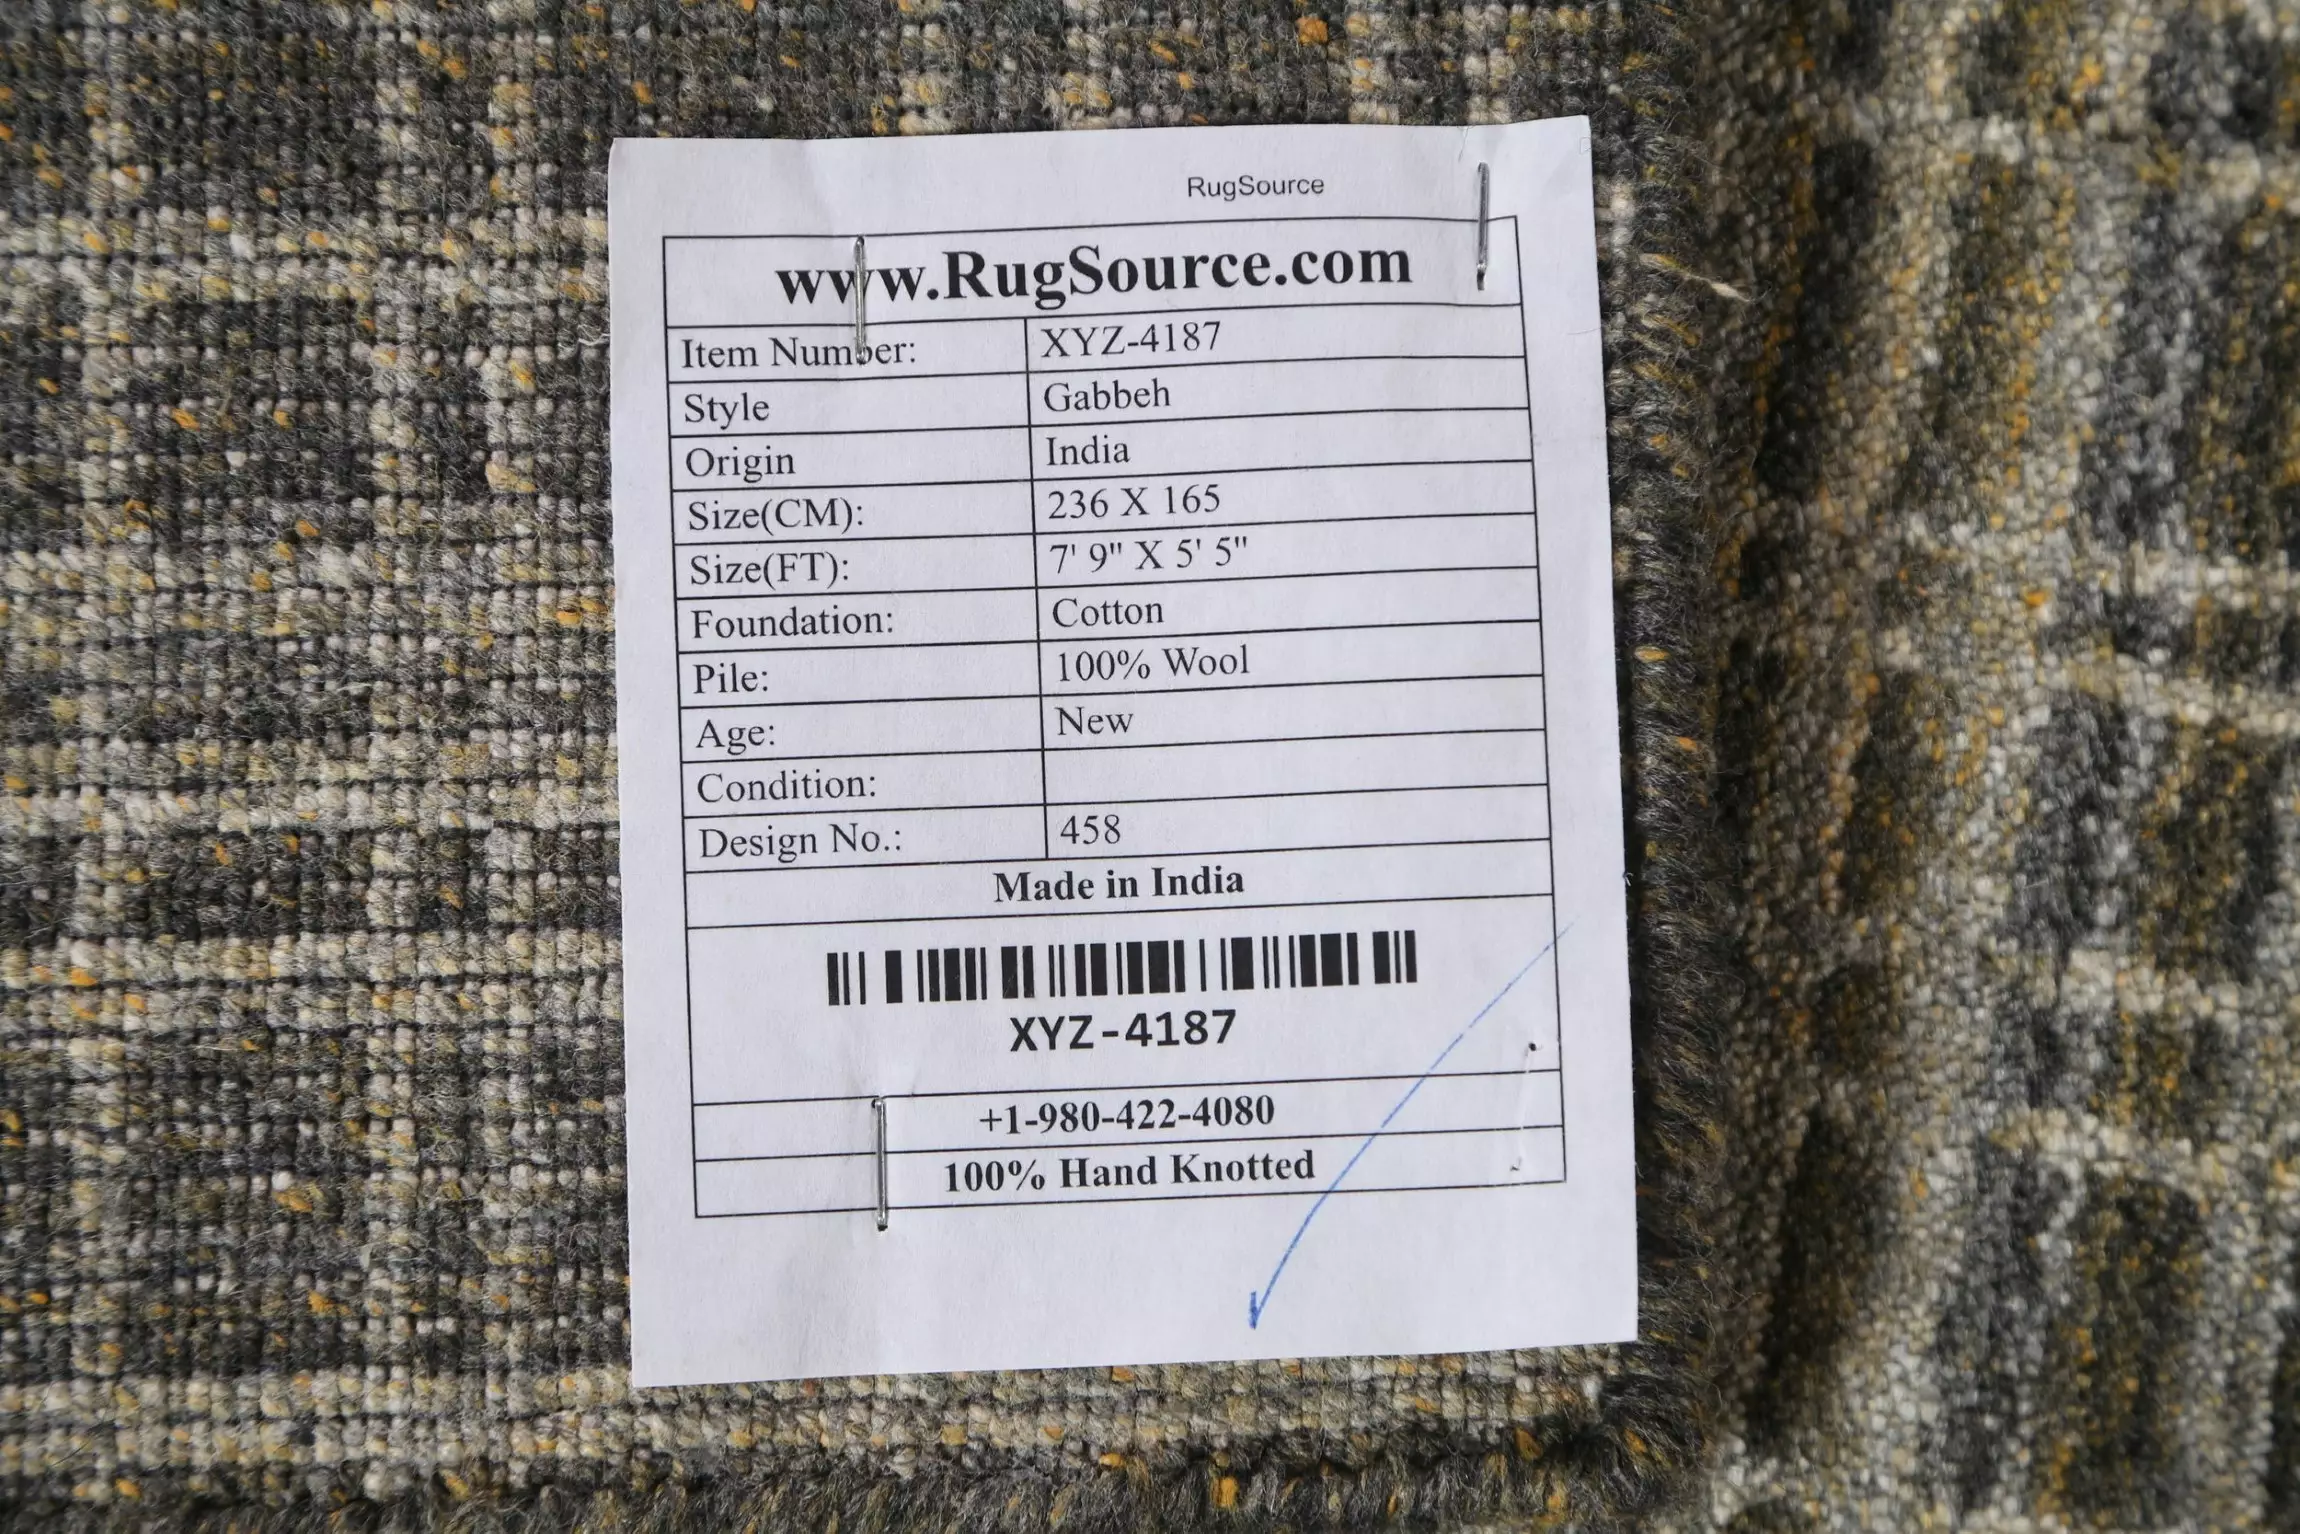 RugSource
www.RugSource.com
Item Number: XYZ-4187
Style Gabbeh
Origin India
Size(CM): 236 X 165
Size(FT): 7' 9" X 5' 5"
Foundation: Cotton
Pile: 100% Wool
Age: New
Condition:
Design No.: 458
Made in India
XYZ-4187
+1-980-422-4080
100% Hand Knotted